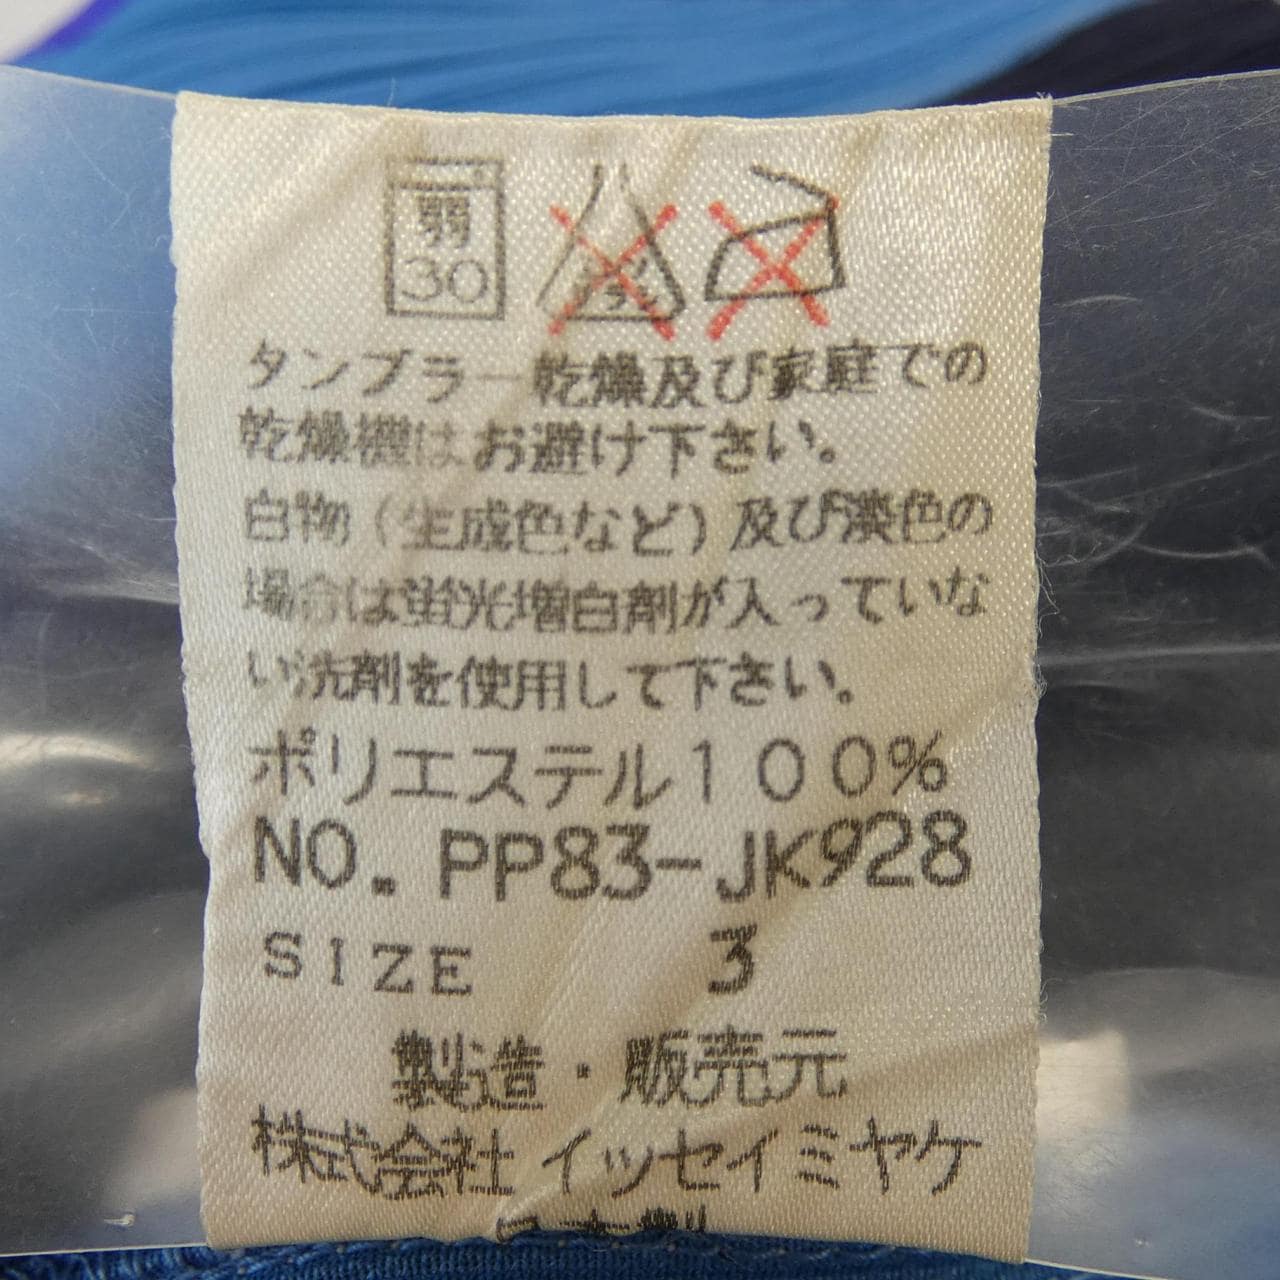 弱
30
タンブラー乾燥及び家庭での
乾燥機はお避け下さい。
白物（生成色など）及び淡色の
場合は蛍光増白剤が入っていな
い洗剤を使用して下さい。
ポリエステル１００%
NO. PP83-JK928
SIZE 3
製造・販売元
株式会社イッセイミヤケ
日本製